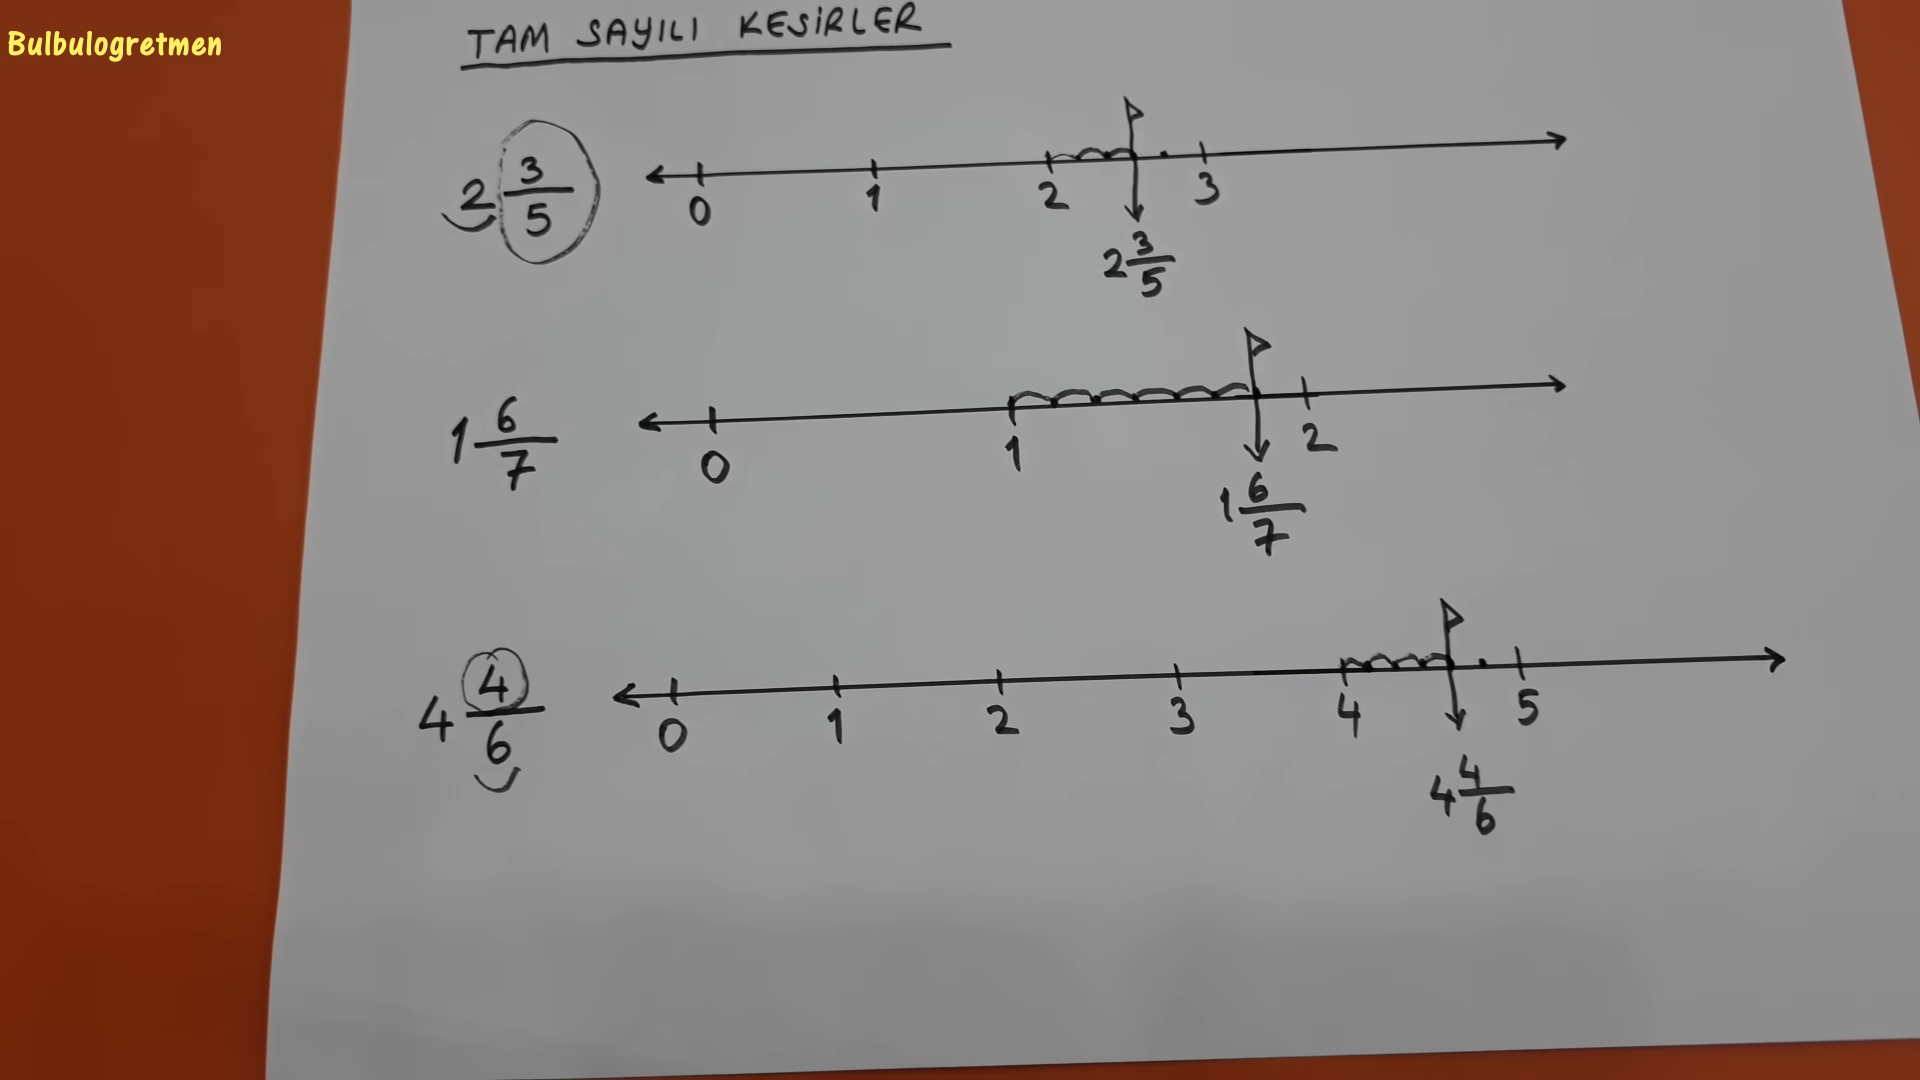 Bulbulogretmen
TAM SAYILI KESİRLER
2 3/5
0 1 2 3
2 3/5
1 6/7
0 1 2
1 6/7
4 4/6
0 1 2 3 4 5
4 4/6